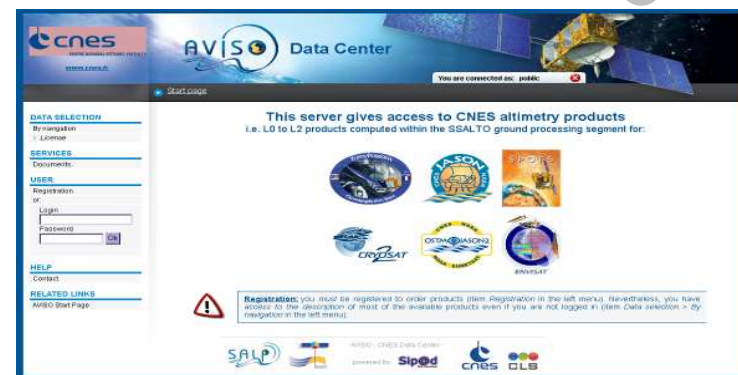 cnes
www.cnes.fr
AVISO Data Center
You are connected as: public
Start page
DATA SELECTION
By navigation
License
SERVICES
Documents
USER
Registration
or:
Login
Password
Ok
HELP
Contact
RELATED LINKS
AVISO Start Page
This server gives access to CNES altimetry products
i.e. L0 to L2 products computed within the SSALTO ground processing segment for:
JASON
CRYOSAT
OSTM JASON2
ENVISAT
Registration: you must be registered to order products (item Registration in the left menu). Nevertheless, you have
access to the description of most of the available products even if you are not logged in (item Data selection > By
navigation in the left menu).
SALP
AVISO - CNES Data Center
powered by Sip@d
cnes
CLS